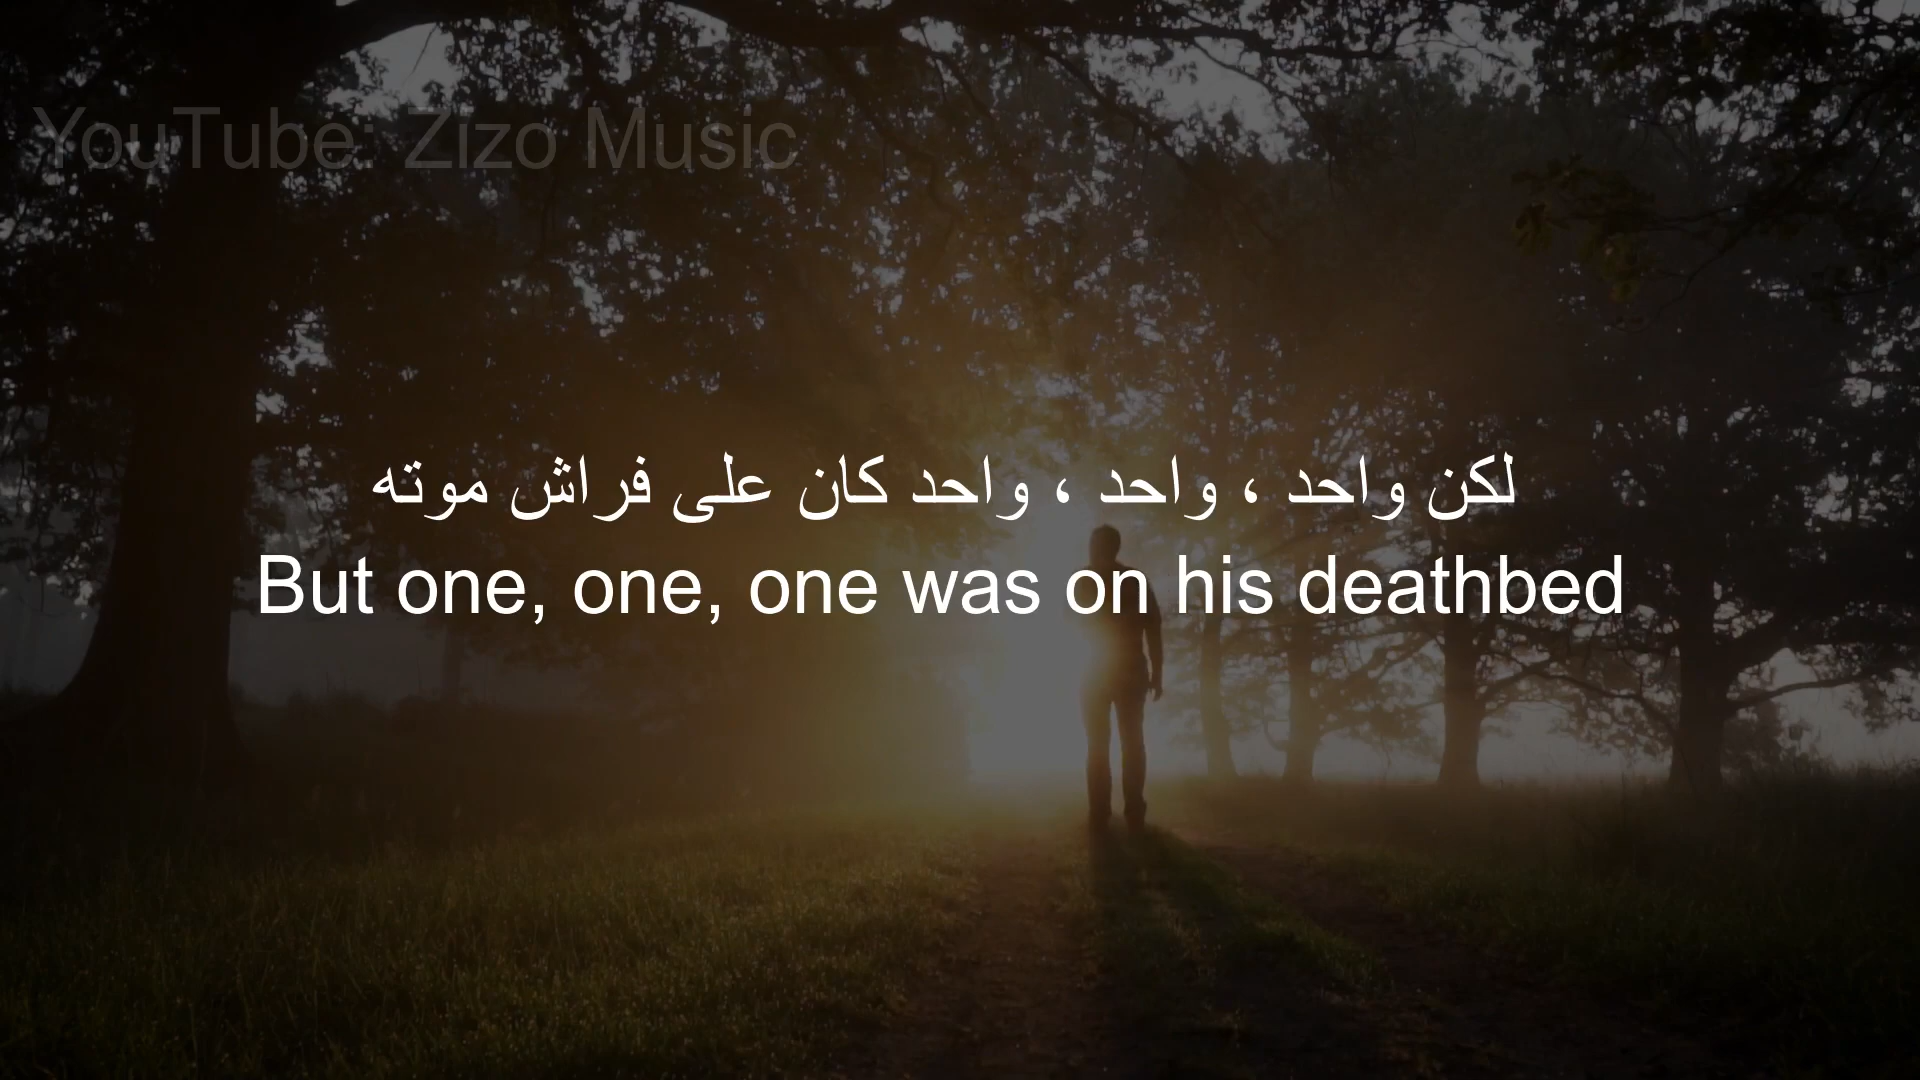 YouTube: Zizo Music
لكن واحد ، واحد ، واحد كان على فراش موته
But one, one, one was on his deathbed